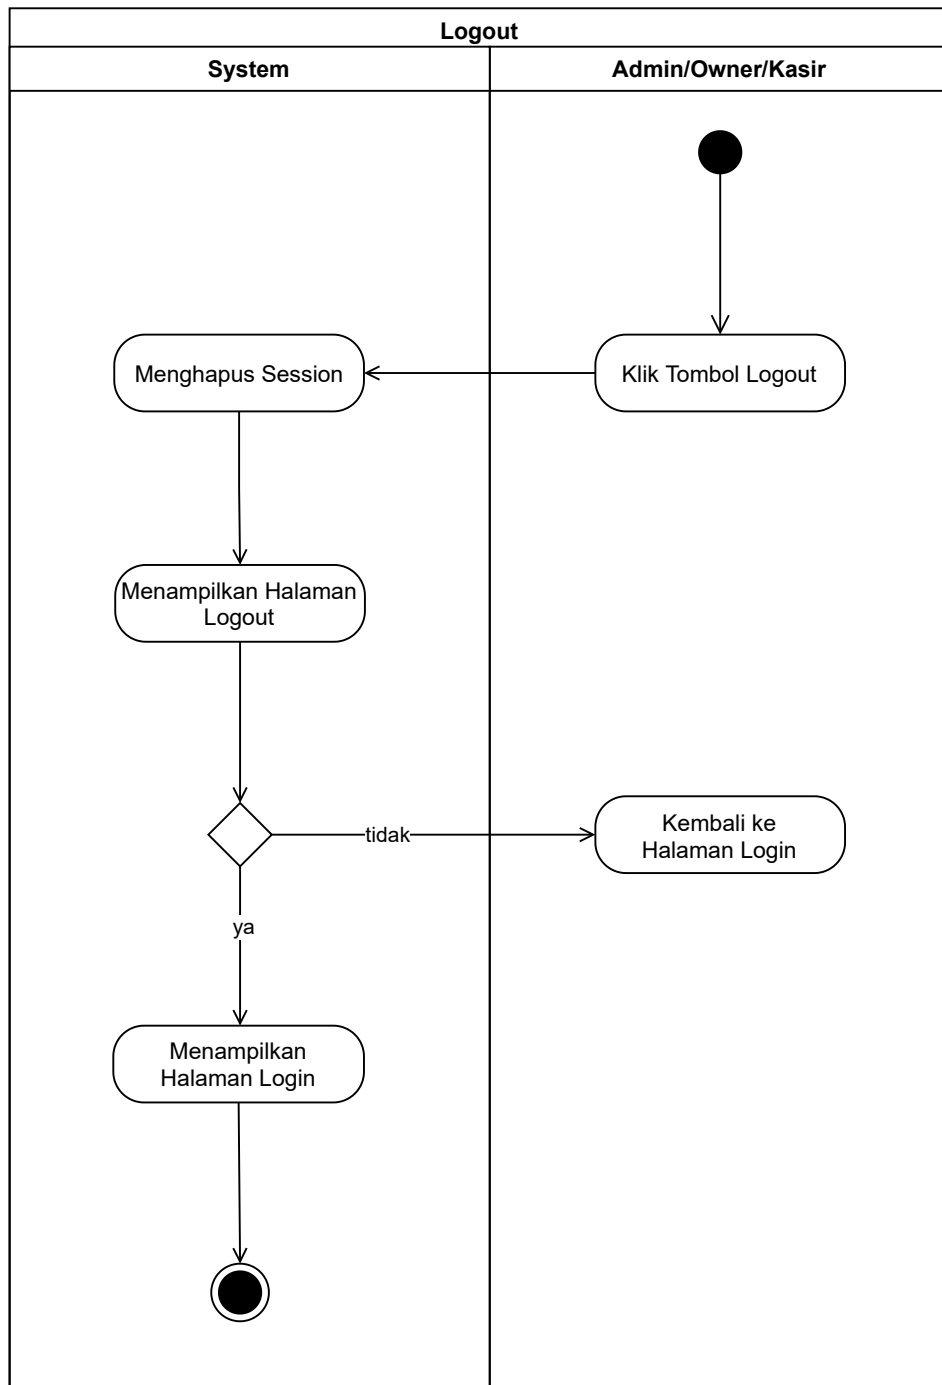 Logout
System
Admin/Owner/Kasir
Menghapus Session
Klik Tombol Logout
Menampilkan Halaman
Logout
tidak
Kembali ke
Halaman Login
ya
Menampilkan
Halaman Login